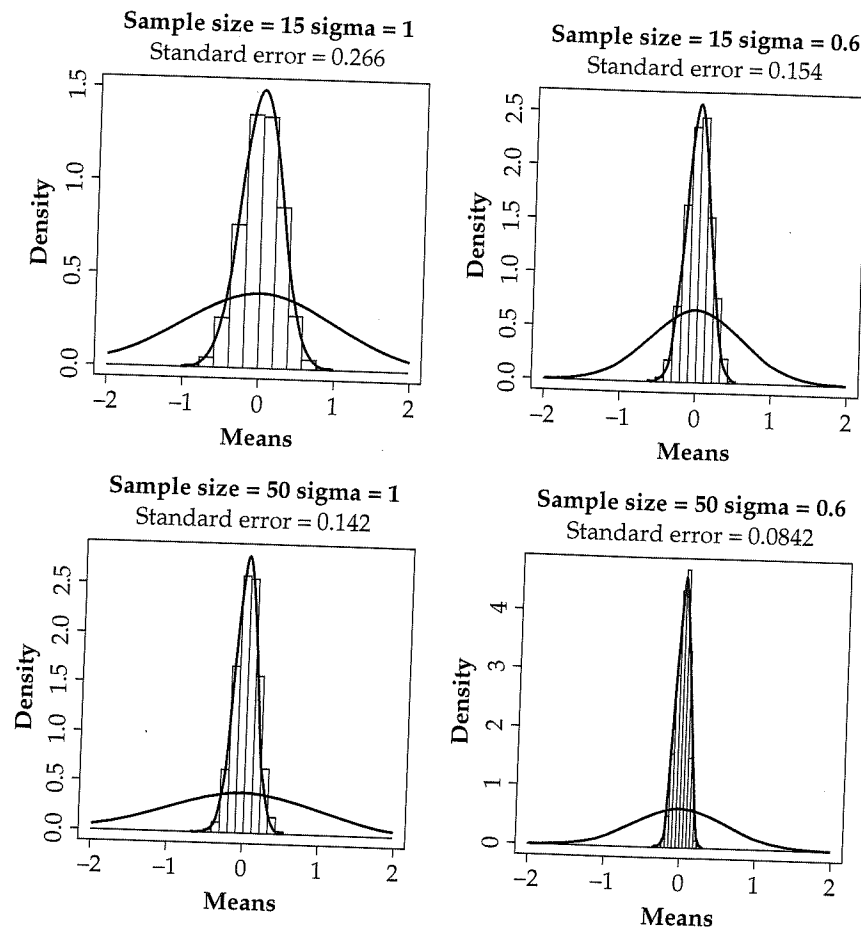 Sample size = 15 sigma = 1
Standard error = 0.266
1.5
1.0
0.5
0.0
Density
−2 −1 0 1 2
Means
Sample size = 15 sigma = 0.6
Standard error = 0.154
2.5
2.0
1.5
1.0
0.5
0.0
Density
−2 −1 0 1 2
Means
Sample size = 50 sigma = 1
Standard error = 0.142
2.5
2.0
1.5
1.0
0.5
0.0
Density
−2 −1 0 1 2
Means
Sample size = 50 sigma = 0.6
Standard error = 0.0842
4
3
2
1
0
Density
−2 −1 0 1 2
Means